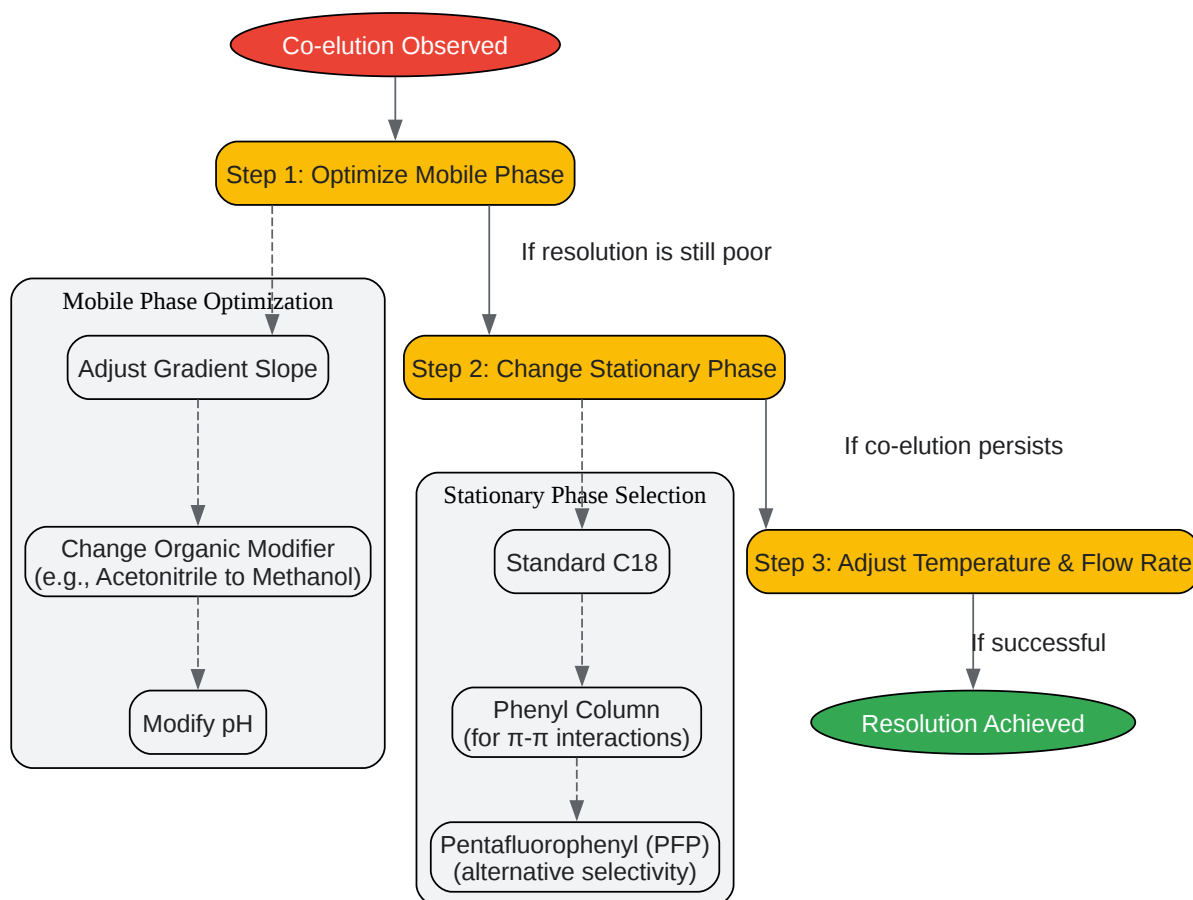 Co-elution Observed
Step 1: Optimize Mobile Phase
If resolution is still poor
Mobile Phase Optimization
Adjust Gradient Slope
Change Organic Modifier
(e.g., Acetonitrile to Methanol)
Modify pH
Step 2: Change Stationary Phase
If co-elution persists
Stationary Phase Selection
Standard C18
Phenyl Column
(for π-π interactions)
Pentafluorophenyl (PFP)
(alternative selectivity)
Step 3: Adjust Temperature & Flow Rate
If successful
Resolution Achieved